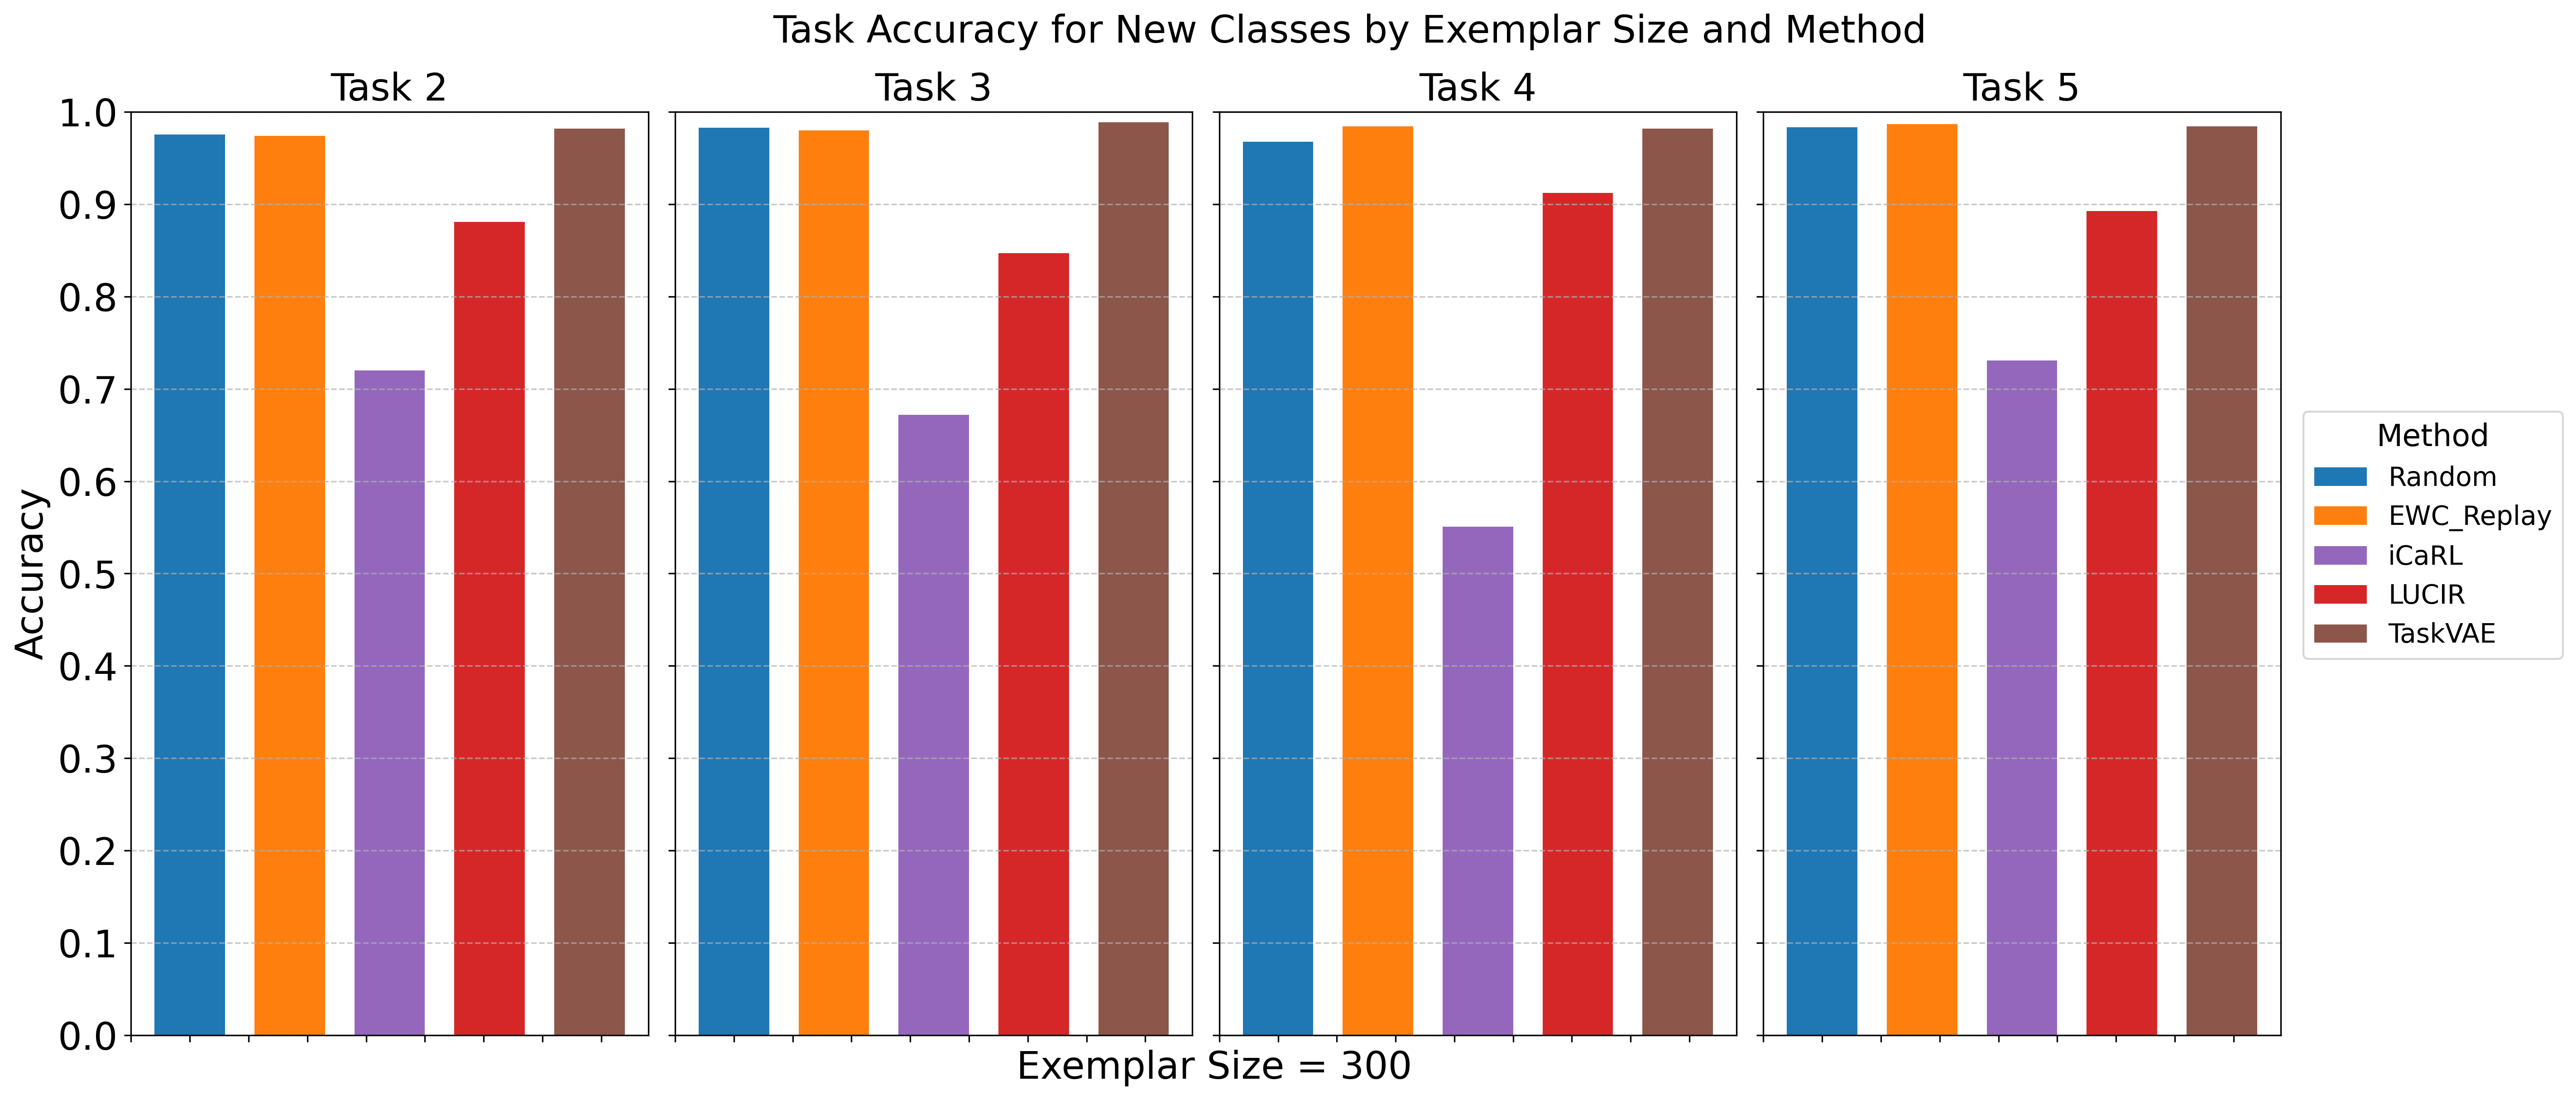 Task Accuracy for New Classes by Exemplar Size and Method
Task 2
Task 3
Task 4
Task 5
1.0
0.9
0.8
0.7
0.6
0.5
0.4
0.3
0.2
0.1
0.0
Accuracy
Exemplar Size = 300
Method
Random
EWC_Replay
iCaRL
LUCIR
TaskVAE